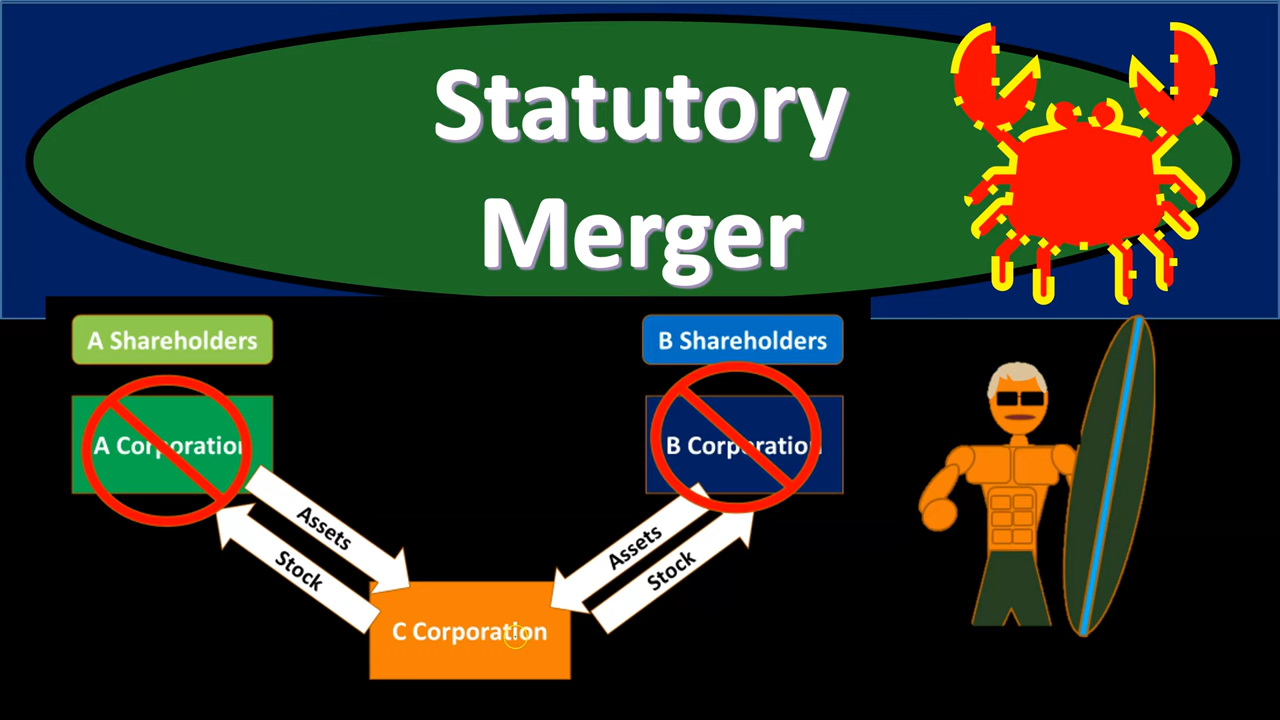 Statutory
Merger
A Shareholders
B Shareholders
A Corporation
B Corporation
Assets
Stock
Assets
Stock
C Corporation